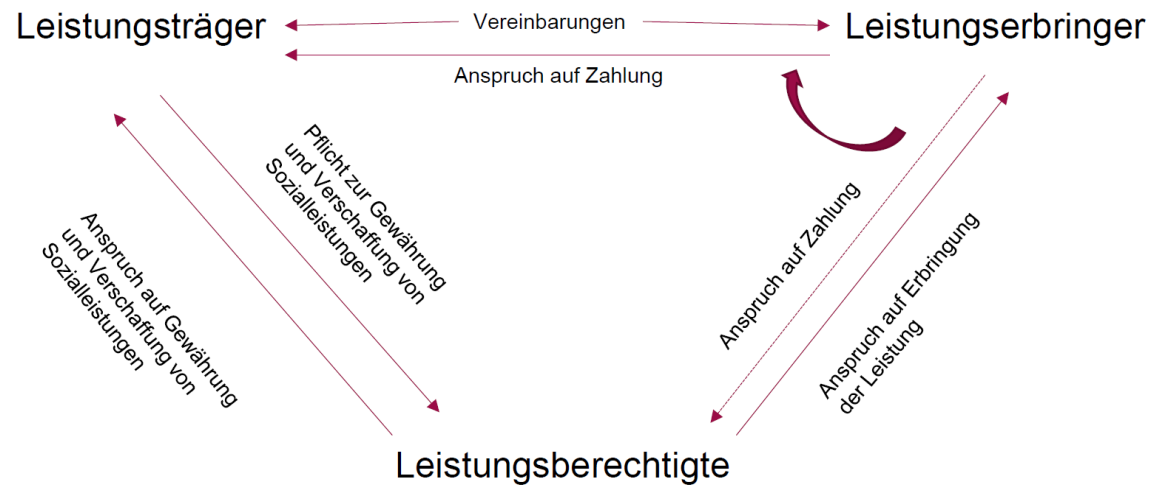 Leistungsträger
Vereinbarungen
Leistungserbringer
Anspruch auf Zahlung
Pflicht zur Gewährung
und Verschaffung von
Sozialleistungen
Anspruch auf Gewährung
und Verschaffung von
Sozialleistungen
Anspruch auf Zahlung
Anspruch auf Erbringung
der Leistung
Leistungsberechtigte